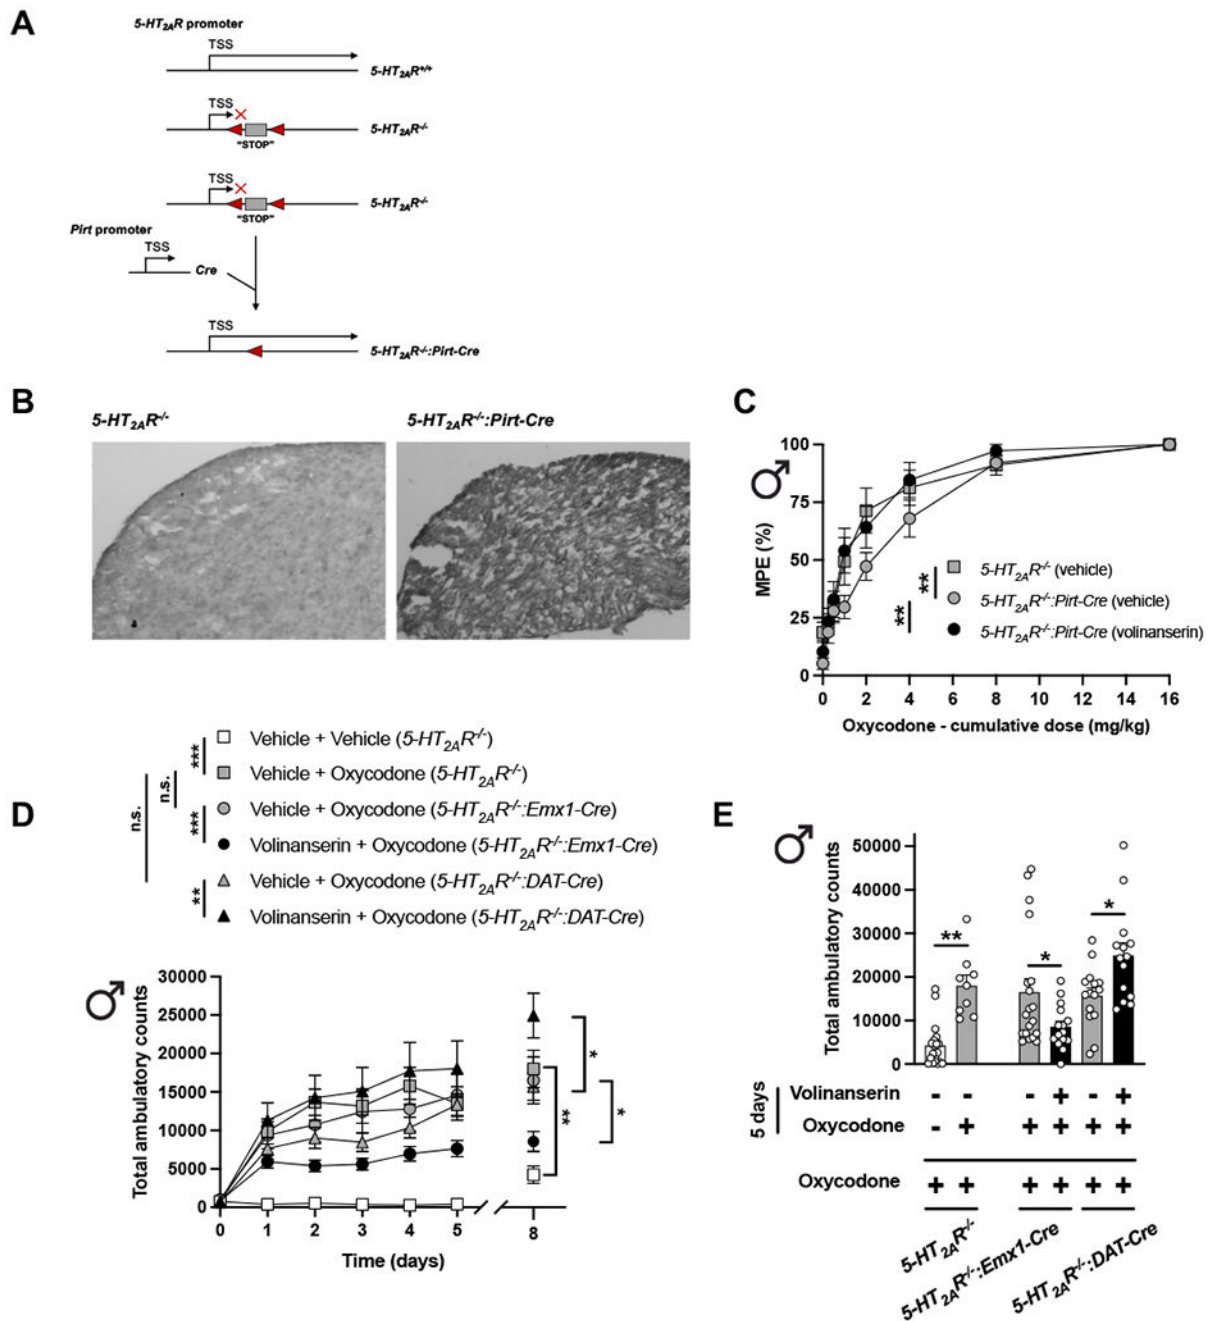 A
5-HT2AR promoter
TSS
5-HT2AR+/+
TSS
"STOP"
5-HT2AR-/-
TSS
"STOP"
5-HT2AR-/-
Pirt promoter
TSS
Cre
TSS
5-HT2AR-/-:Pirt-Cre
B
5-HT2AR-/-
5-HT2AR-/-:Pirt-Cre
C
100
75
50
25
0
MPE (%)
** 5-HT2AR-/- (vehicle)
5-HT2AR-/-:Pirt-Cre (vehicle)
** 5-HT2AR-/-:Pirt-Cre (volinanserin)
0 2 4 6 8 10 12 14 16
Oxycodone - cumulative dose (mg/kg)
D
n.s.
n.s.
***
***
**
Vehicle + Vehicle (5-HT2AR-/-)
Vehicle + Oxycodone (5-HT2AR-/-)
Vehicle + Oxycodone (5-HT2AR-/-:Emx1-Cre)
Volinanserin + Oxycodone (5-HT2AR-/-:Emx1-Cre)
Vehicle + Oxycodone (5-HT2AR-/-:DAT-Cre)
Volinanserin + Oxycodone (5-HT2AR-/-:DAT-Cre)
Total ambulatory counts
30000
25000
20000
15000
10000
5000
0
*
**
*
0 1 2 3 4 5 8
Time (days)
E
Total ambulatory counts
50000
40000
30000
20000
10000
0
**
*
*
5 days
Volinanserin - - - + - +
Oxycodone - + + + + +
Oxycodone + + + + + +
5-HT2AR-/-
5-HT2AR-/-:Emx1-Cre
5-HT2AR-/-:DAT-Cre